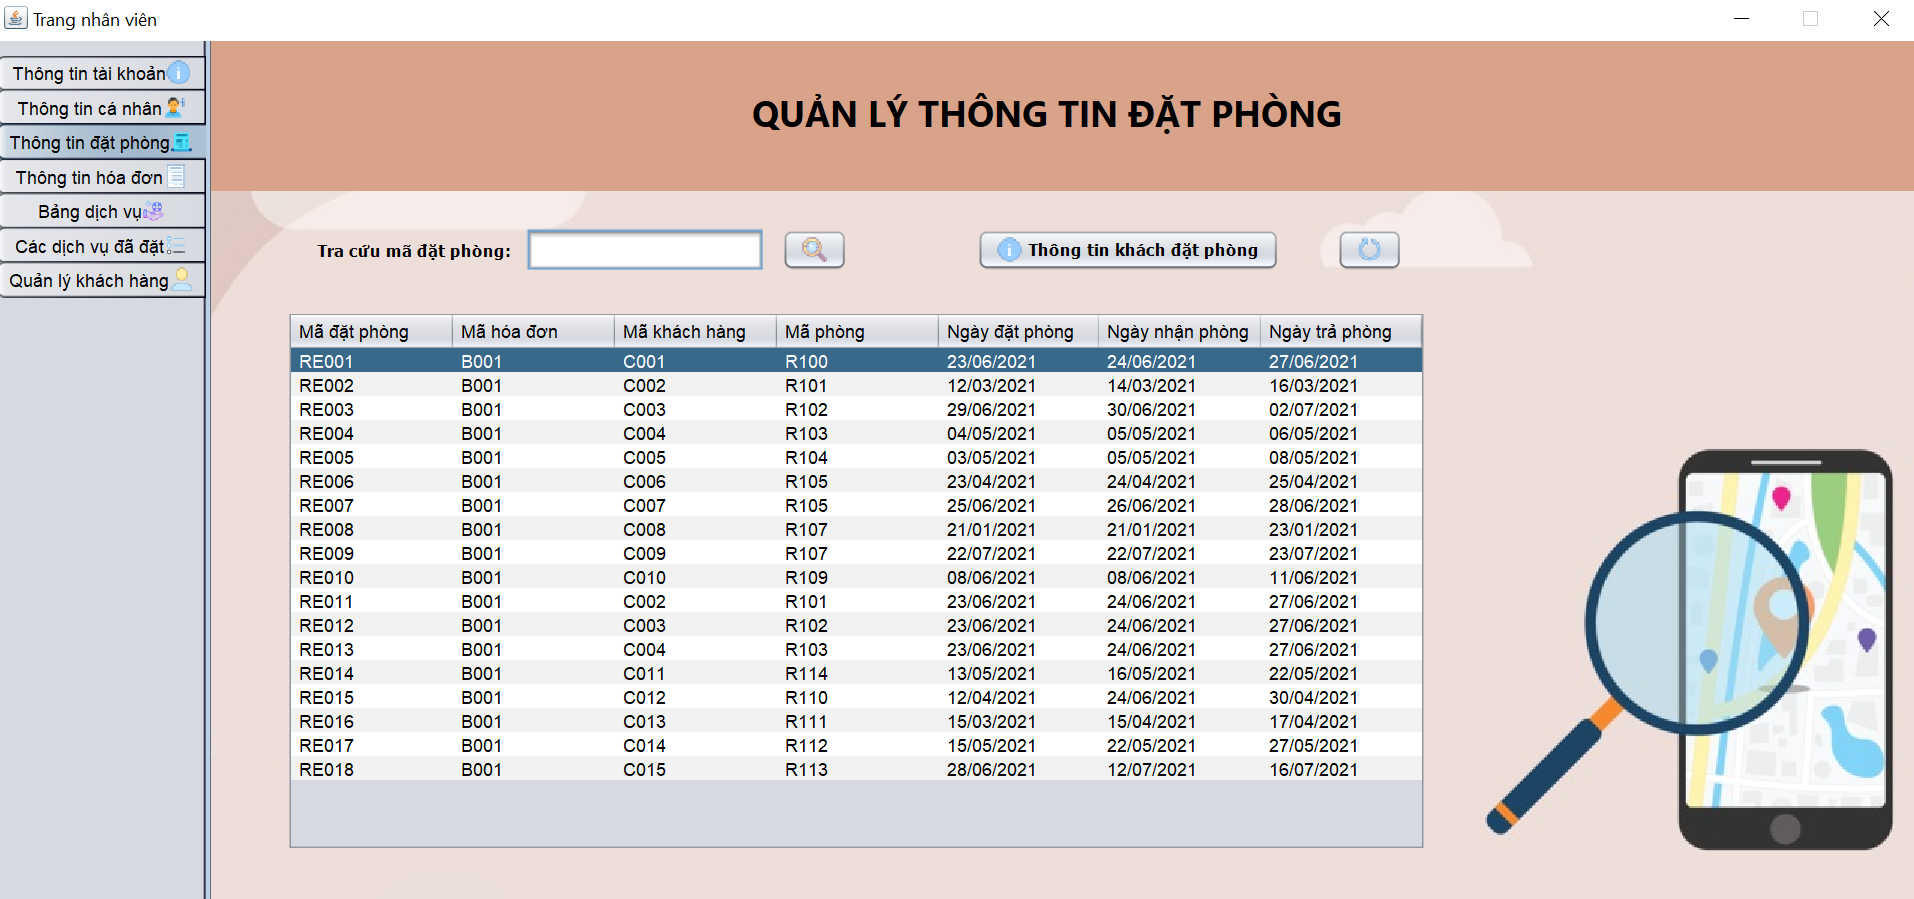 Trang nhân viên
Thông tin tài khoản
Thông tin cá nhân
Thông tin đặt phòng
Thông tin hóa đơn
Bảng dịch vụ
Các dịch vụ đã đặt
Quản lý khách hàng
QUẢN LÝ THÔNG TIN ĐẶT PHÒNG
Tra cứu mã đặt phòng: Thông tin khách đặt phòng
Mã đặt phòng Mã hóa đơn Mã khách hàng Mã phòng Ngày đặt phòng Ngày nhận phòng Ngày trả phòng
RE001 B001 C001 R100 23/06/2021 24/06/2021 27/06/2021
RE002 B001 C002 R101 12/03/2021 14/03/2021 16/03/2021
RE003 B001 C003 R102 29/06/2021 30/06/2021 02/07/2021
RE004 B001 C004 R103 04/05/2021 05/05/2021 06/05/2021
RE005 B001 C005 R104 03/05/2021 05/05/2021 08/05/2021
RE006 B001 C006 R105 23/04/2021 24/04/2021 25/04/2021
RE007 B001 C007 R105 25/06/2021 26/06/2021 28/06/2021
RE008 B001 C008 R107 21/01/2021 21/01/2021 23/01/2021
RE009 B001 C009 R107 22/07/2021 22/07/2021 23/07/2021
RE010 B001 C010 R109 08/06/2021 08/06/2021 11/06/2021
RE011 B001 C002 R101 23/06/2021 24/06/2021 27/06/2021
RE012 B001 C003 R102 23/06/2021 24/06/2021 27/06/2021
RE013 B001 C004 R103 23/06/2021 24/06/2021 27/06/2021
RE014 B001 C011 R114 13/05/2021 16/05/2021 22/05/2021
RE015 B001 C012 R110 12/04/2021 24/06/2021 30/04/2021
RE016 B001 C013 R111 15/03/2021 15/04/2021 17/04/2021
RE017 B001 C014 R112 15/05/2021 22/05/2021 27/05/2021
RE018 B001 C015 R113 28/06/2021 12/07/2021 16/07/2021